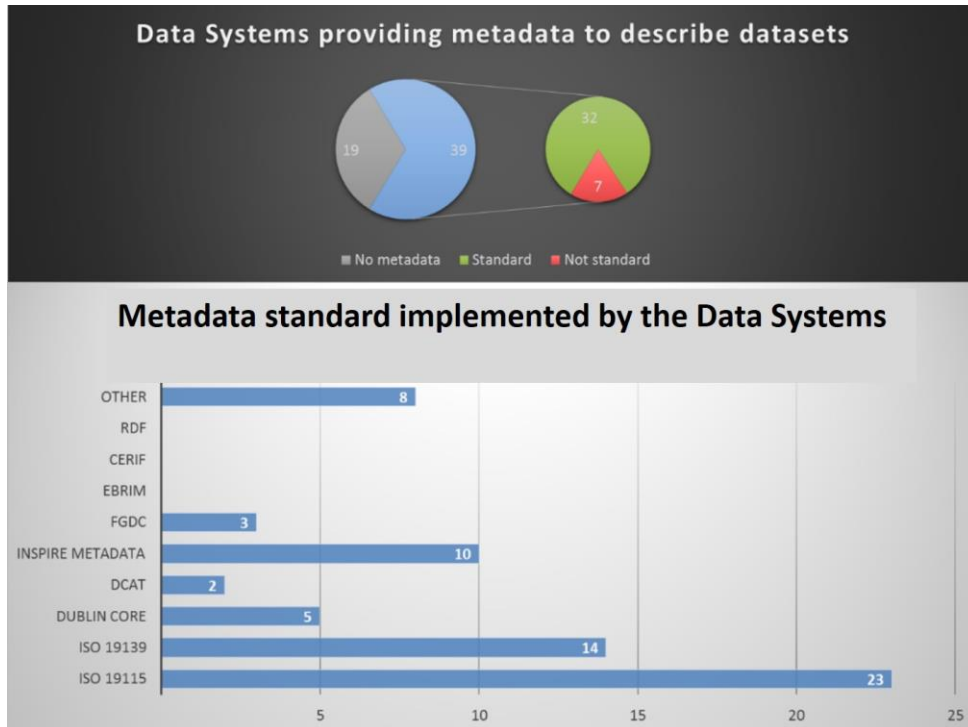 Data Systems providing metadata to describe datasets
32
19
39
7
No metadata Standard Not standard
Metadata standard implemented by the Data Systems
OTHER 8
RDF
CERIF
EBRIM
FGDC 3
INSPIRE METADATA 10
DCAT 2
DUBLIN CORE 5
ISO 19139 14
ISO 19115 23
5 10 15 20 25